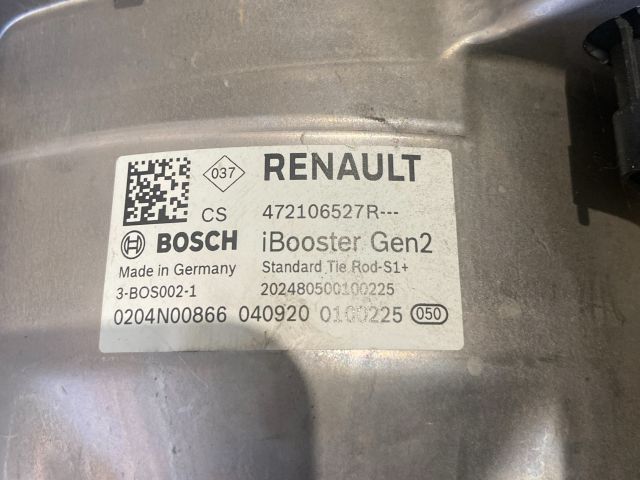 037 RENAULT
CS 472106527R---
BOSCH iBooster Gen2
Made in Germany Standard Tie Rod-S1+
3-BOS002-1 202480500100225
0204N00866 040920 0100225 050